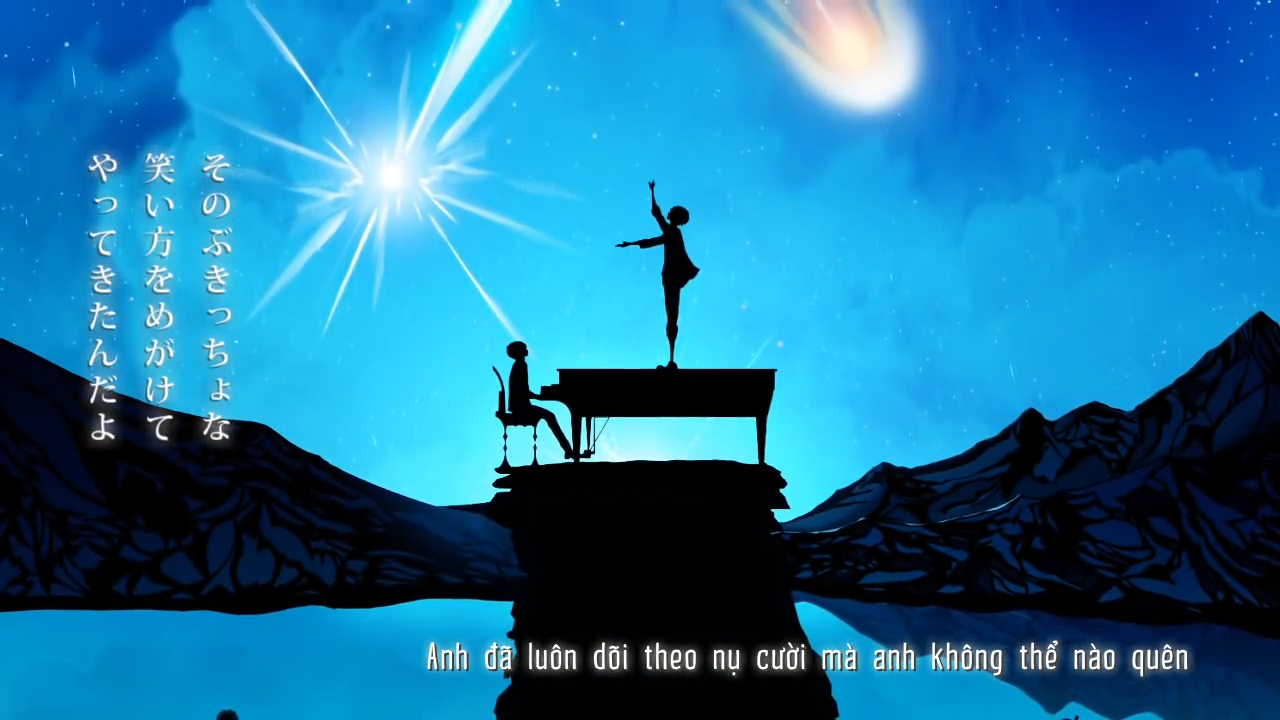 そのぶきっちょな
笑い方をめがけて
やってきたんだよ
Anh đã luôn dõi theo nụ cười mà anh không thể nào quên